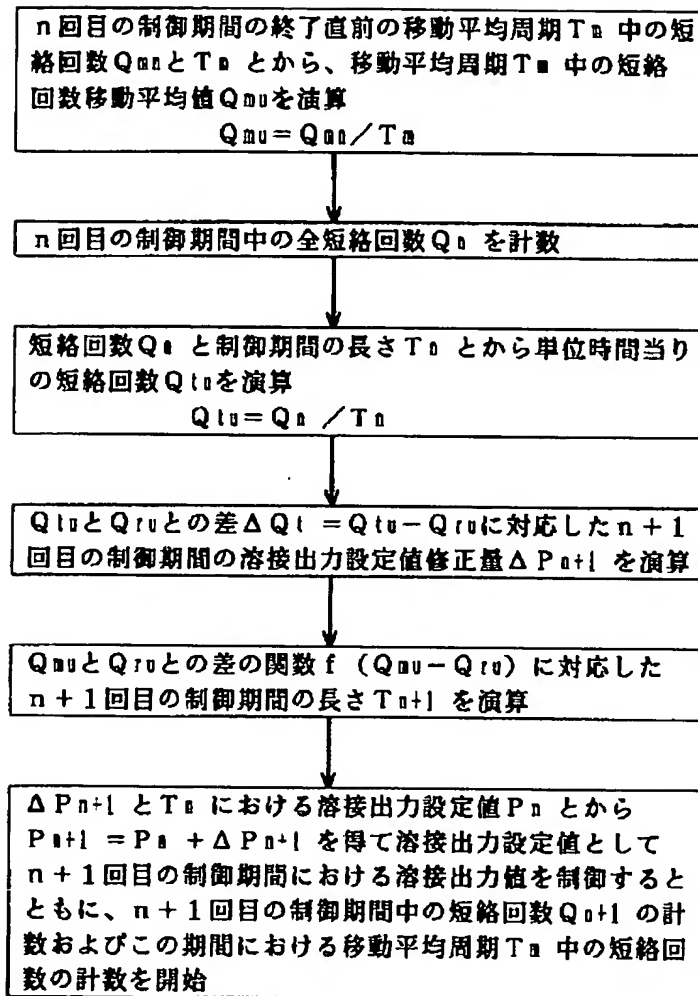 n回目の制御期間の終了直前の移動平均周期Tm 中の短
絡回数QmnとTm とから、移動平均周期Tm 中の短絡
回数移動平均値Qmuを演算
Qmu=Qmn/Tm
n回目の制御期間中の全短絡回数Qn を計数
短絡回数Qn と制御期間の長さTn とから単位時間当り
の短絡回数Qtuを演算
Qtu=Qn /Tn
QtuとQruとの差ΔQt =Qtu-Qruに対応したn+1
回目の制御期間の溶接出力設定値修正量ΔPn+1 を演算
QmuとQruとの差の関数f (Qmu-Qru) に対応した
n+1回目の制御期間の長さTn+1 を演算
ΔPn+1 とTn における溶接出力設定値Pn とから
Pn+1 =Pn +ΔPn+1 を得て溶接出力設定値として
n+1回目の制御期間における溶接出力値を制御すると
ともに、n+1回目の制御期間中の短絡回数Qn+1 の計
数およびこの期間における移動平均周期Tm 中の短絡回
数の計数を開始